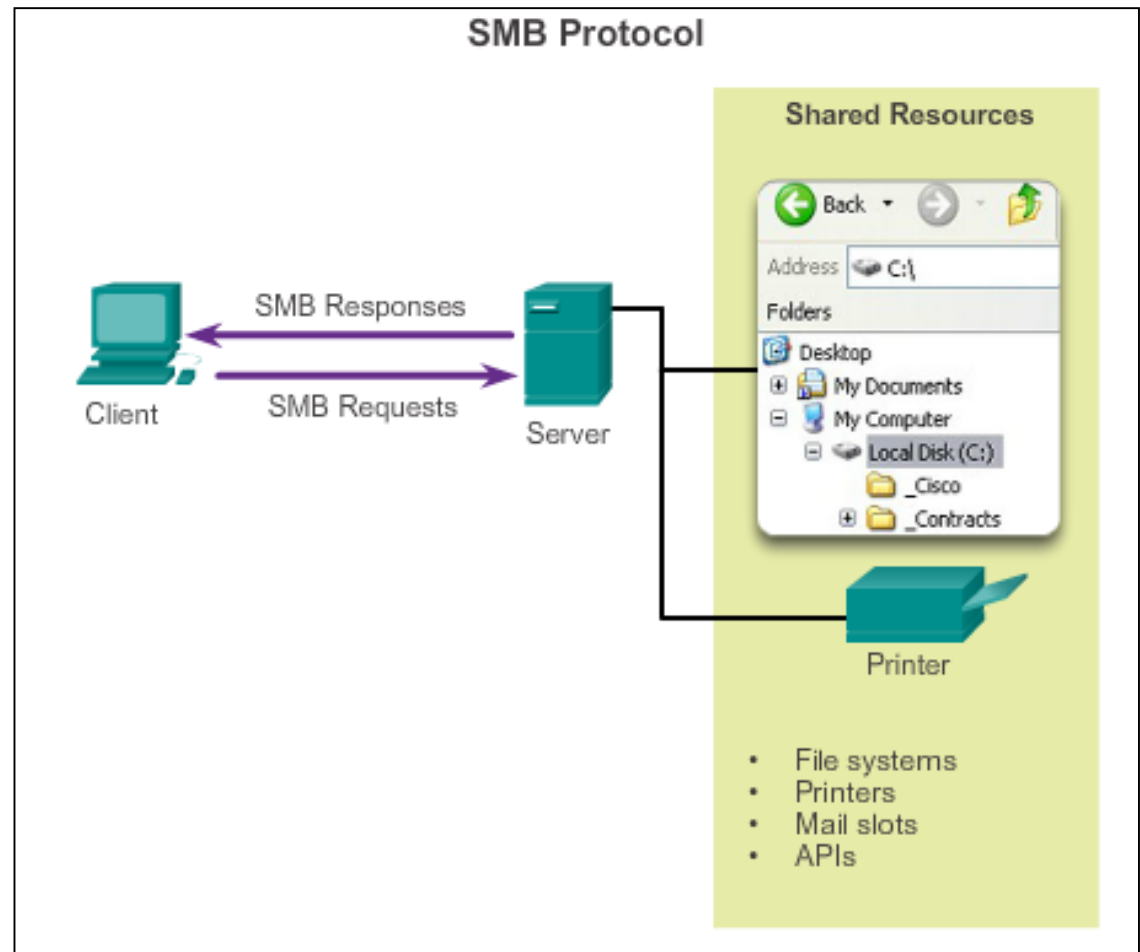 SMB Protocol
Shared Resources
Back
Address C:\
Folders
Desktop
My Documents
My Computer
Local Disk (C:)
_Cisco
_Contracts
SMB Responses
SMB Requests
Client
Server
Printer
• File systems
• Printers
• Mail slots
• APIs